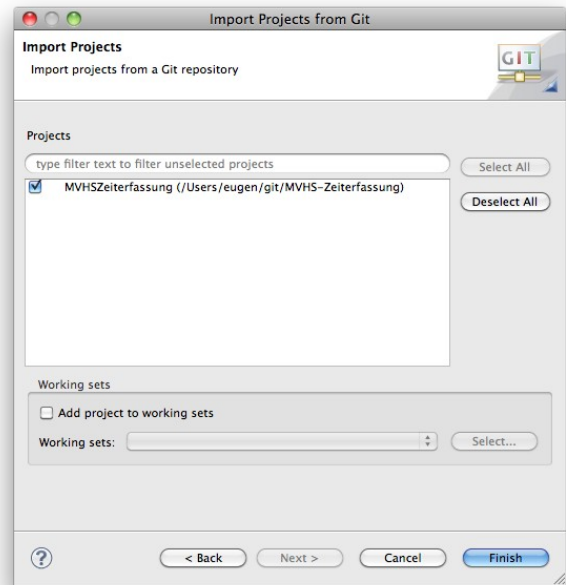 Import Projects from Git
Import Projects
Import projects from a Git repository
GIT
Projects
type filter text to filter unselected projects
Select All
MVHSZeiterfassung (/Users/eugen/git/MVHS-Zeiterfassung)
Deselect All
Working sets
Add project to working sets
Working sets:
Select...
?
< Back
Next >
Cancel
Finish